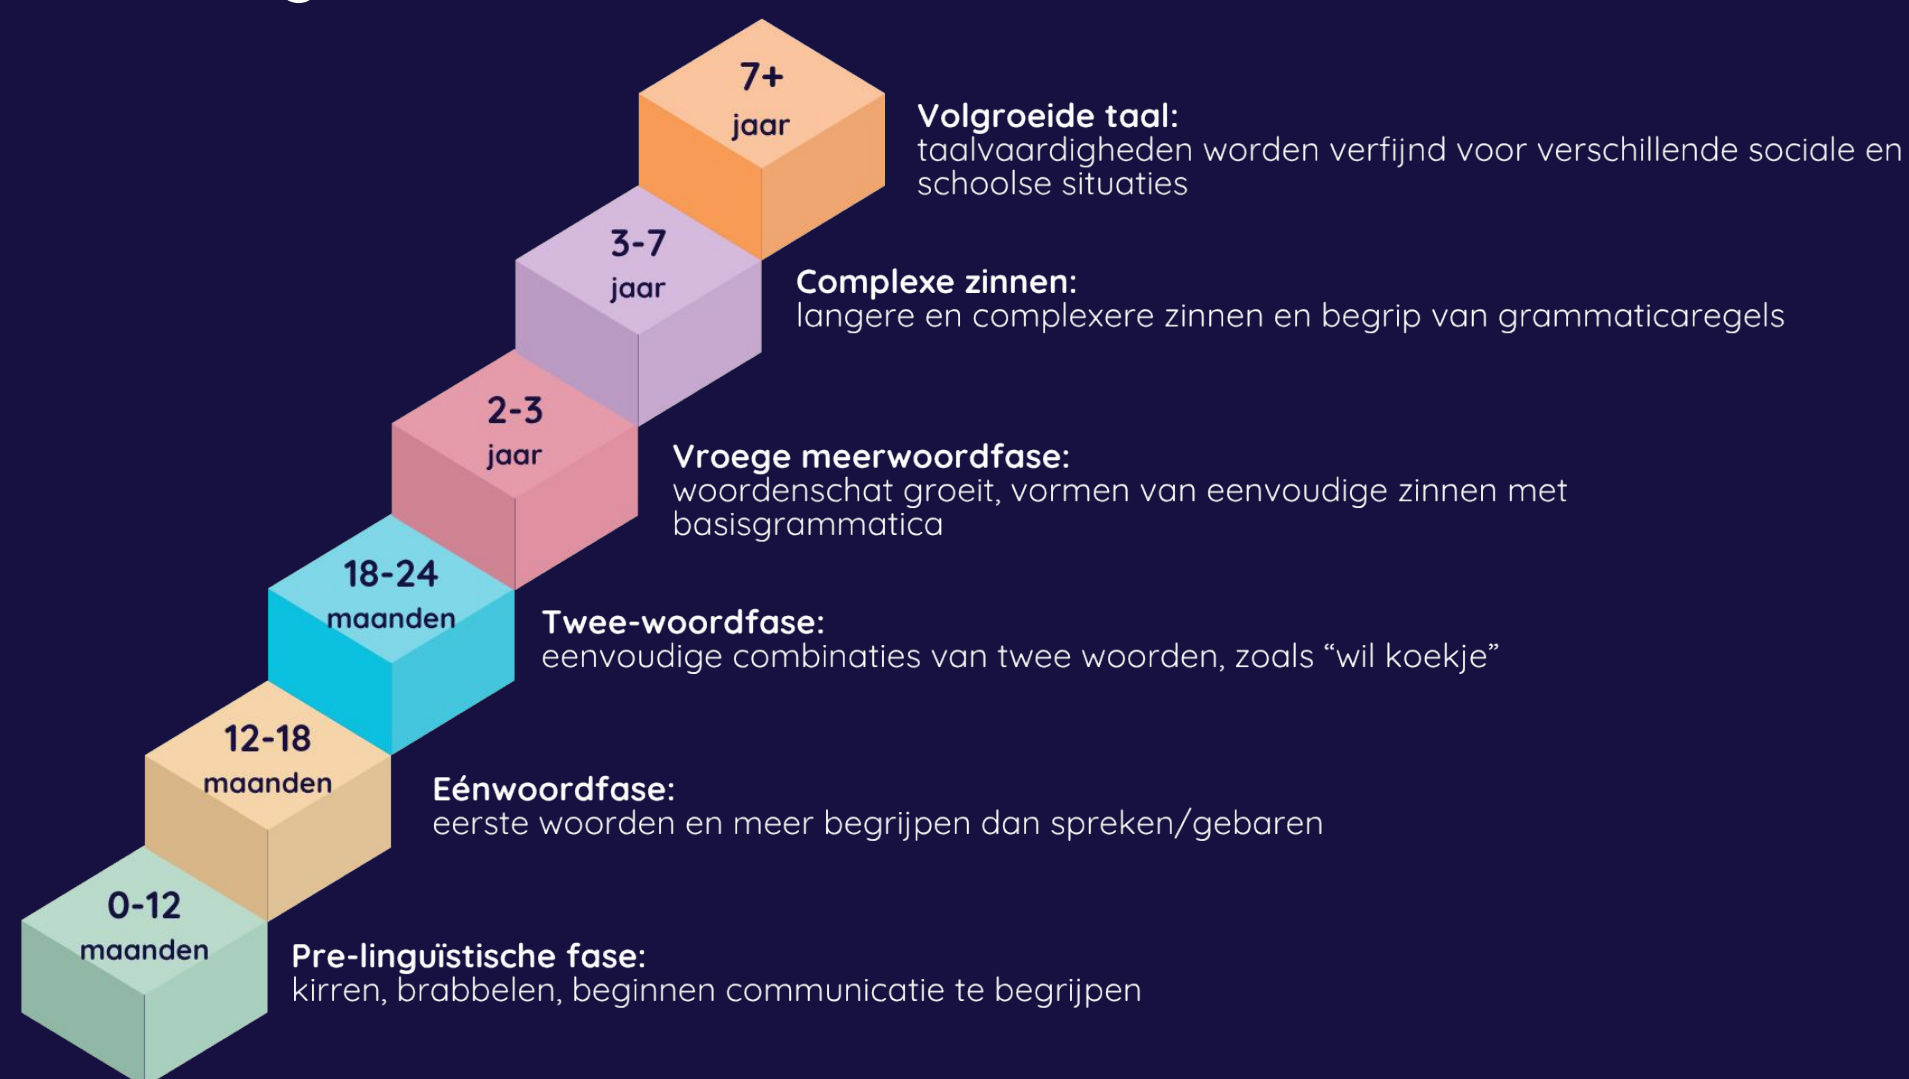 7+
jaar
Volgroeide taal:
taalvaardigheden worden verfijnd voor verschillende sociale en
schoolse situaties
3-7
jaar
Complexe zinnen:
langere en complexere zinnen en begrip van grammaticaregels
2-3
jaar
Vroege meerwoordfase:
woordenschat groeit, vormen van eenvoudige zinnen met
basisgrammatica
18-24
maanden
Twee-woordfase:
eenvoudige combinaties van twee woorden, zoals “wil koekje”
12-18
maanden
Eénwoordfase:
eerste woorden en meer begrijpen dan spreken/gebaren
0-12
maanden
Pre-linguïstische fase:
kirren, brabbelen, beginnen communicatie te begrijpen